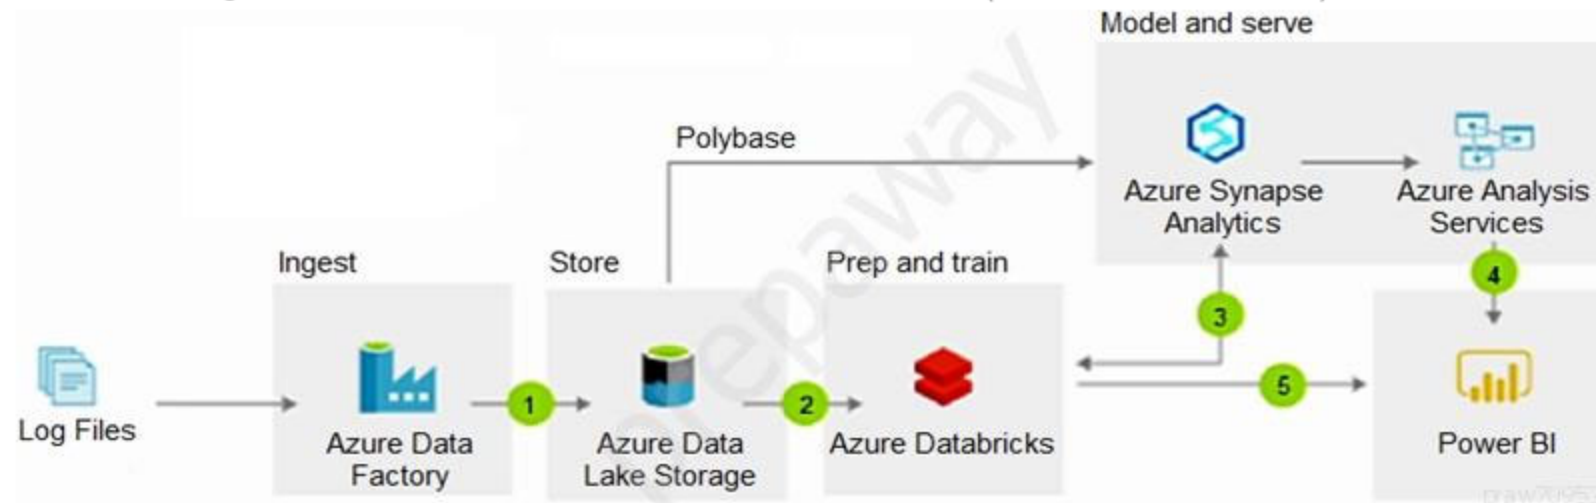 Model and serve
Polybase
Azure Synapse
Analytics
Azure Analysis
Services
Ingest
Store
Prep and train
4
3
5
Log Files
1
2
Azure Data
Factory
Azure Data
Lake Storage
Azure Databricks
Power BI
prepaway